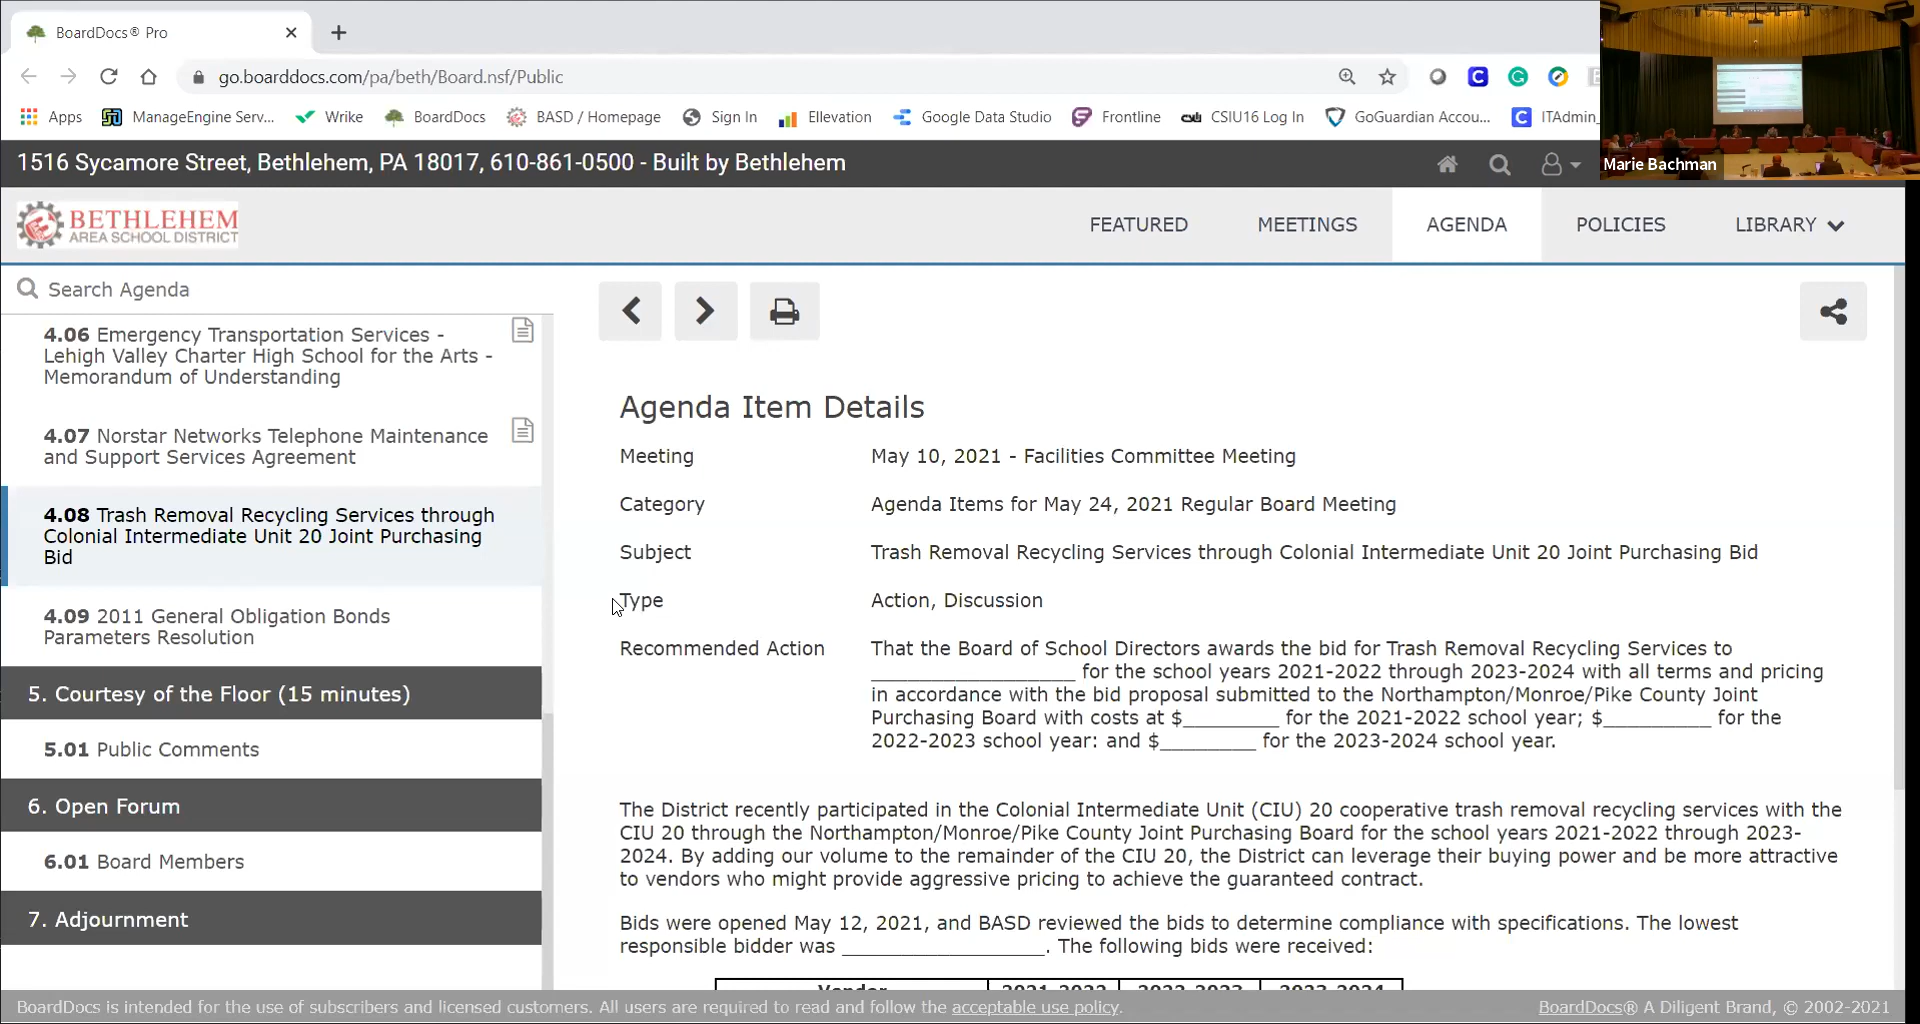 BoardDocs® Pro
go.boarddocs.com/pa/beth/Board.nsf/Public
Apps ManageEngine Serv... Wrike BoardDocs BASD / Homepage Sign In Ellevation Google Data Studio Frontline CSIU16 Log In GoGuardian Accou... ITAdmin
Marie Bachman
1516 Sycamore Street, Bethlehem, PA 18017, 610-861-0500 - Built by Bethlehem
BETHLEHEM
AREA SCHOOL DISTRICT
FEATURED MEETINGS AGENDA POLICIES LIBRARY
Search Agenda
4.06 Emergency Transportation Services -
Lehigh Valley Charter High School for the Arts -
Memorandum of Understanding
4.07 Norstar Networks Telephone Maintenance
and Support Services Agreement
4.08 Trash Removal Recycling Services through
Colonial Intermediate Unit 20 Joint Purchasing
Bid
4.09 2011 General Obligation Bonds
Parameters Resolution
5. Courtesy of the Floor (15 minutes)
5.01 Public Comments
6. Open Forum
6.01 Board Members
7. Adjournment
Agenda Item Details
Meeting May 10, 2021 - Facilities Committee Meeting
Category Agenda Items for May 24, 2021 Regular Board Meeting
Subject Trash Removal Recycling Services through Colonial Intermediate Unit 20 Joint Purchasing Bid
Type Action, Discussion
Recommended Action That the Board of School Directors awards the bid for Trash Removal Recycling Services to
_________________ for the school years 2021-2022 through 2023-2024 with all terms and pricing
in accordance with the bid proposal submitted to the Northampton/Monroe/Pike County Joint
Purchasing Board with costs at $________ for the 2021-2022 school year; $_________ for the
2022-2023 school year: and $________ for the 2023-2024 school year.
The District recently participated in the Colonial Intermediate Unit (CIU) 20 cooperative trash removal recycling services with the
CIU 20 through the Northampton/Monroe/Pike County Joint Purchasing Board for the school years 2021-2022 through 2023-
2024. By adding our volume to the remainder of the CIU 20, the District can leverage their buying power and be more attractive
to vendors who might provide aggressive pricing to achieve the guaranteed contract.
Bids were opened May 12, 2021, and BASD reviewed the bids to determine compliance with specifications. The lowest
responsible bidder was _________________. The following bids were received:
Vendor 2021-2022 2022-2023 2023-2024
BoardDocs is intended for the use of subscribers and licensed customers. All users are required to read and follow the acceptable use policy.
BoardDocs® A Diligent Brand, © 2002-2021